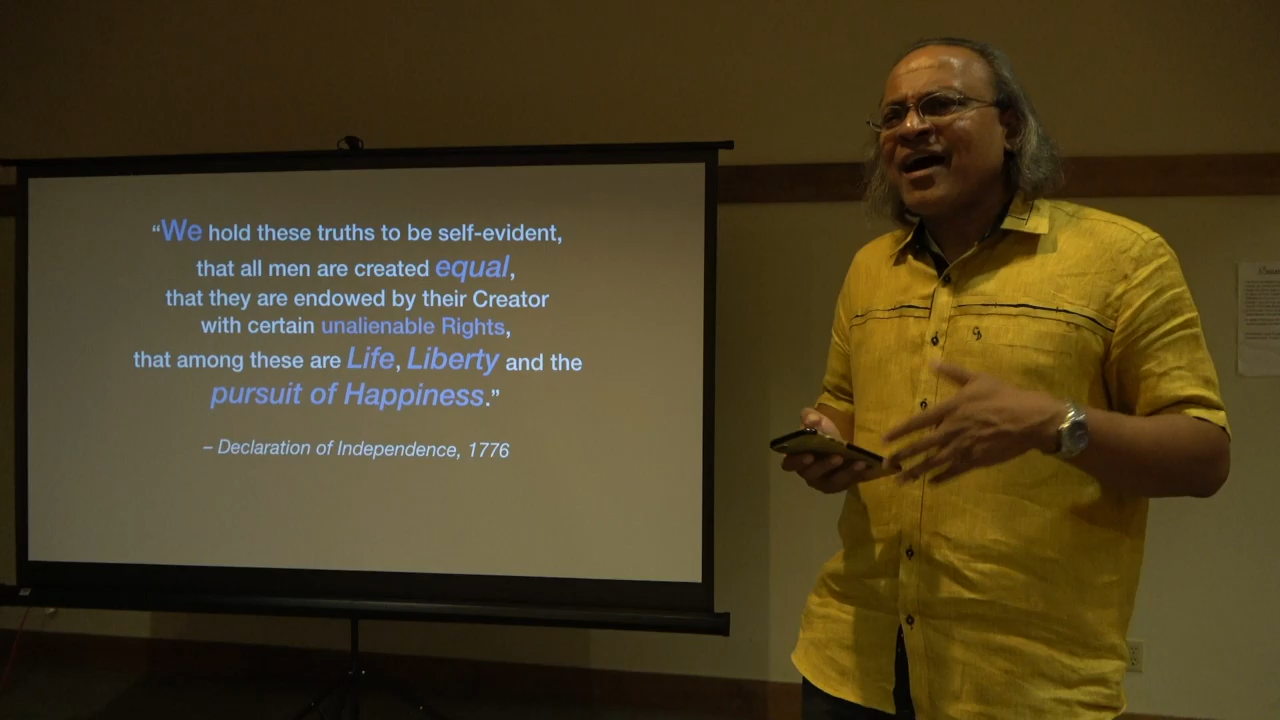 “We hold these truths to be self-evident,
that all men are created equal,
that they are endowed by their Creator
with certain unalienable Rights,
that among these are Life, Liberty and the
pursuit of Happiness.”
– Declaration of Independence, 1776